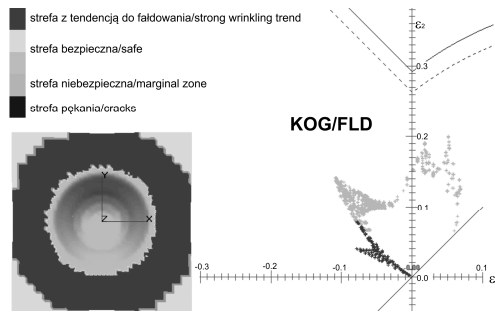 strefa z tendencją do fałdowania/strong wrinkling trend
strefa bezpieczna/safe
strefa niebezpieczna/marginal zone
strefa pękania/cracks
KOG/FLD
ε₂
0.3
0.2
0.1
0.0
Y
Z
X
-0.3
-0.2
-0.1
0.1
ε